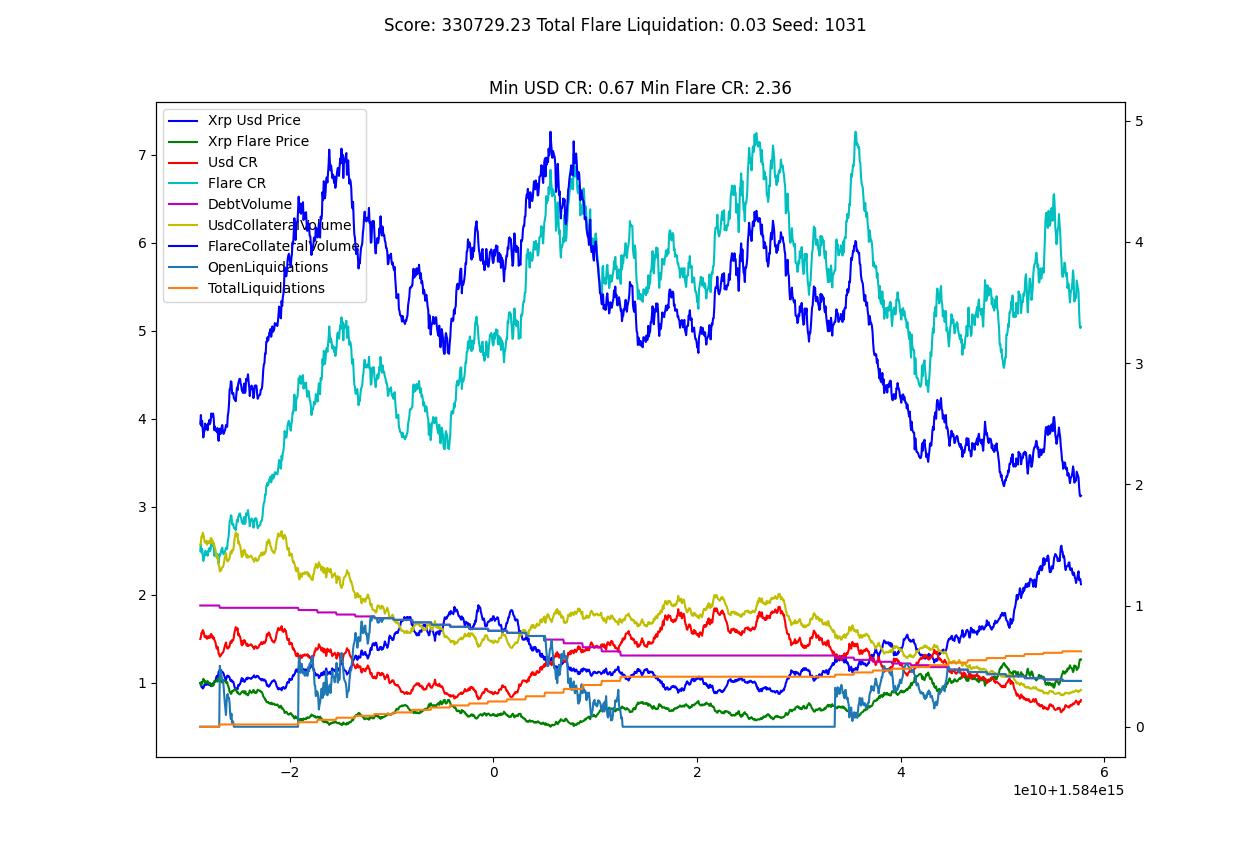 Score: 330729.23 Total Flare Liquidation: 0.03 Seed: 1031
Min USD CR: 0.67 Min Flare CR: 2.36
Xrp Usd Price
Xrp Flare Price
Usd CR
Flare CR
DebtVolume
UsdCollateralVolume
FlareCollateralVolume
OpenLiquidations
TotalLiquidations
7
6
5
4
3
2
1
5
4
3
2
1
0
−2
0
2
4
6
1e10+1.584e15